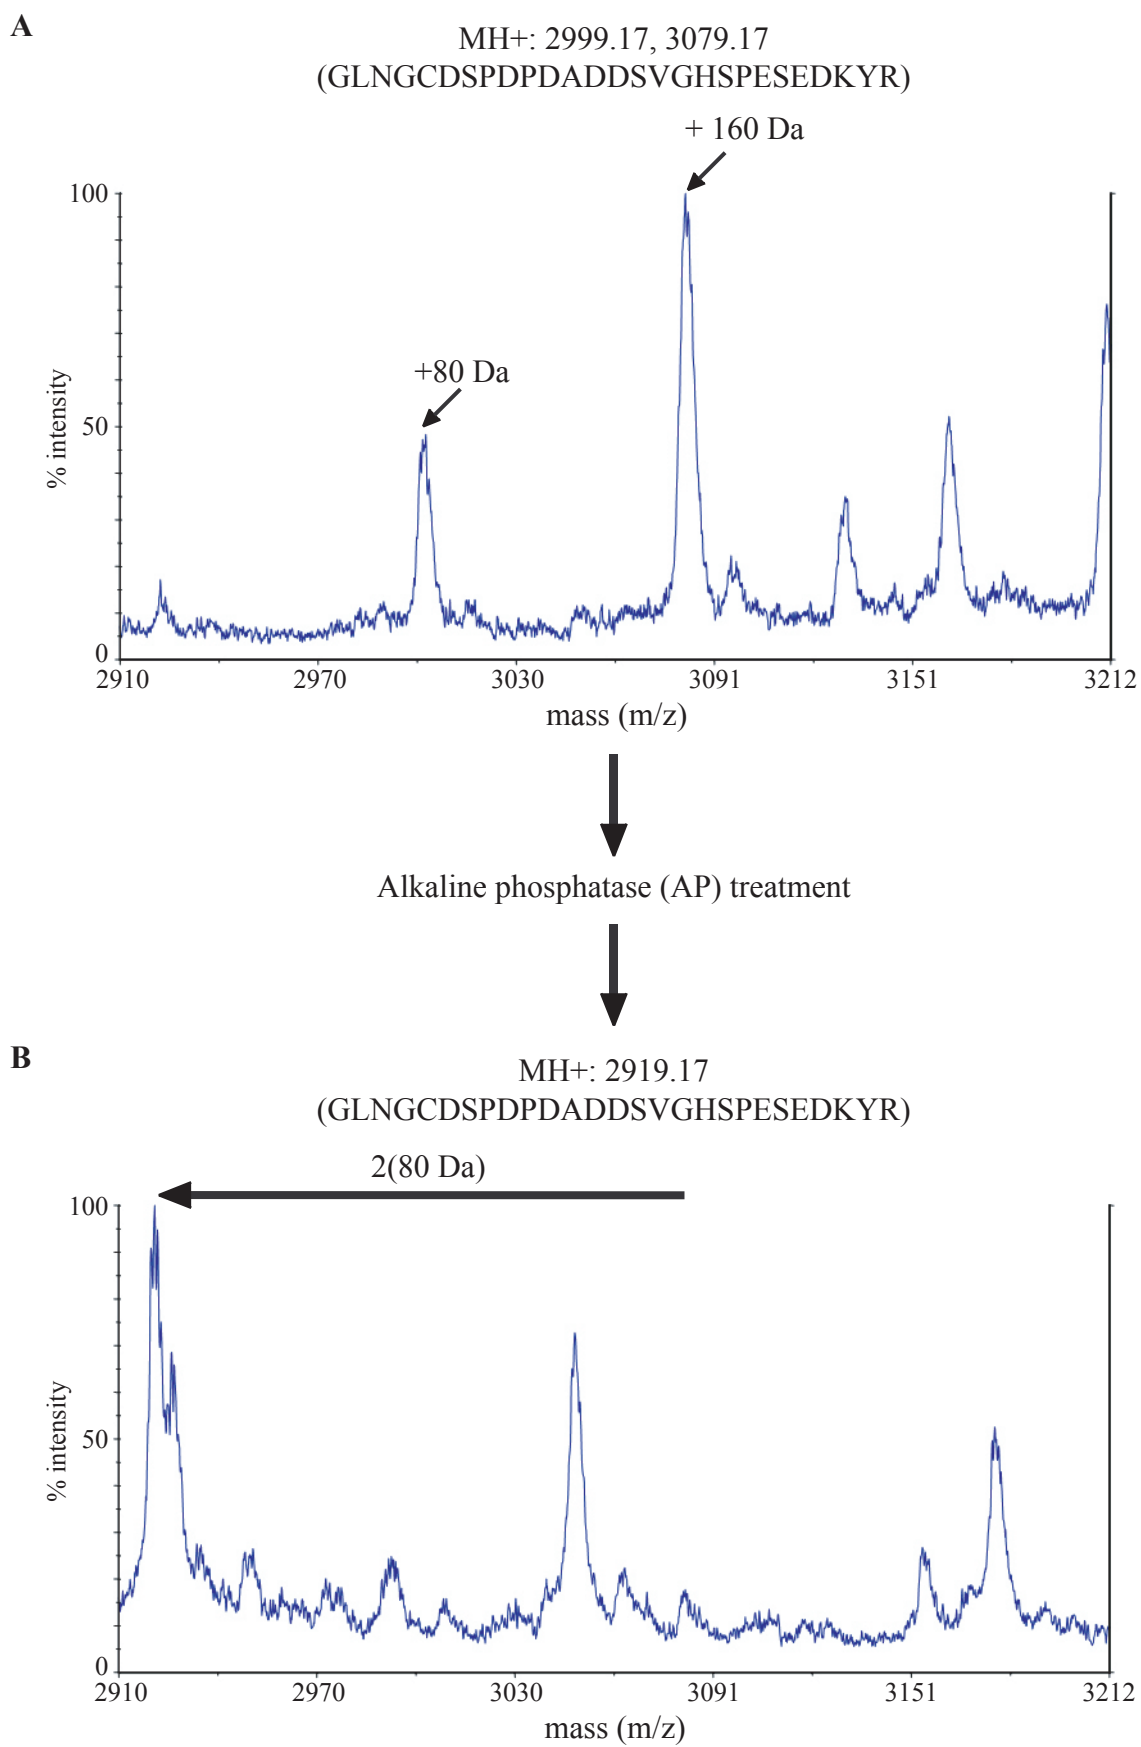 A
MH+: 2999.17, 3079.17
(GLNGCDSPDPDADDSVGHSPESEDKYR)
+ 160 Da
+80 Da
100
50
0
% intensity
2910 2970 3030 3091 3151 3212
mass (m/z)
Alkaline phosphatase (AP) treatment
B
MH+: 2919.17
(GLNGCDSPDPDADDSVGHSPESEDKYR)
2(80 Da)
100
50
0
% intensity
2910 2970 3030 3091 3151 3212
mass (m/z)